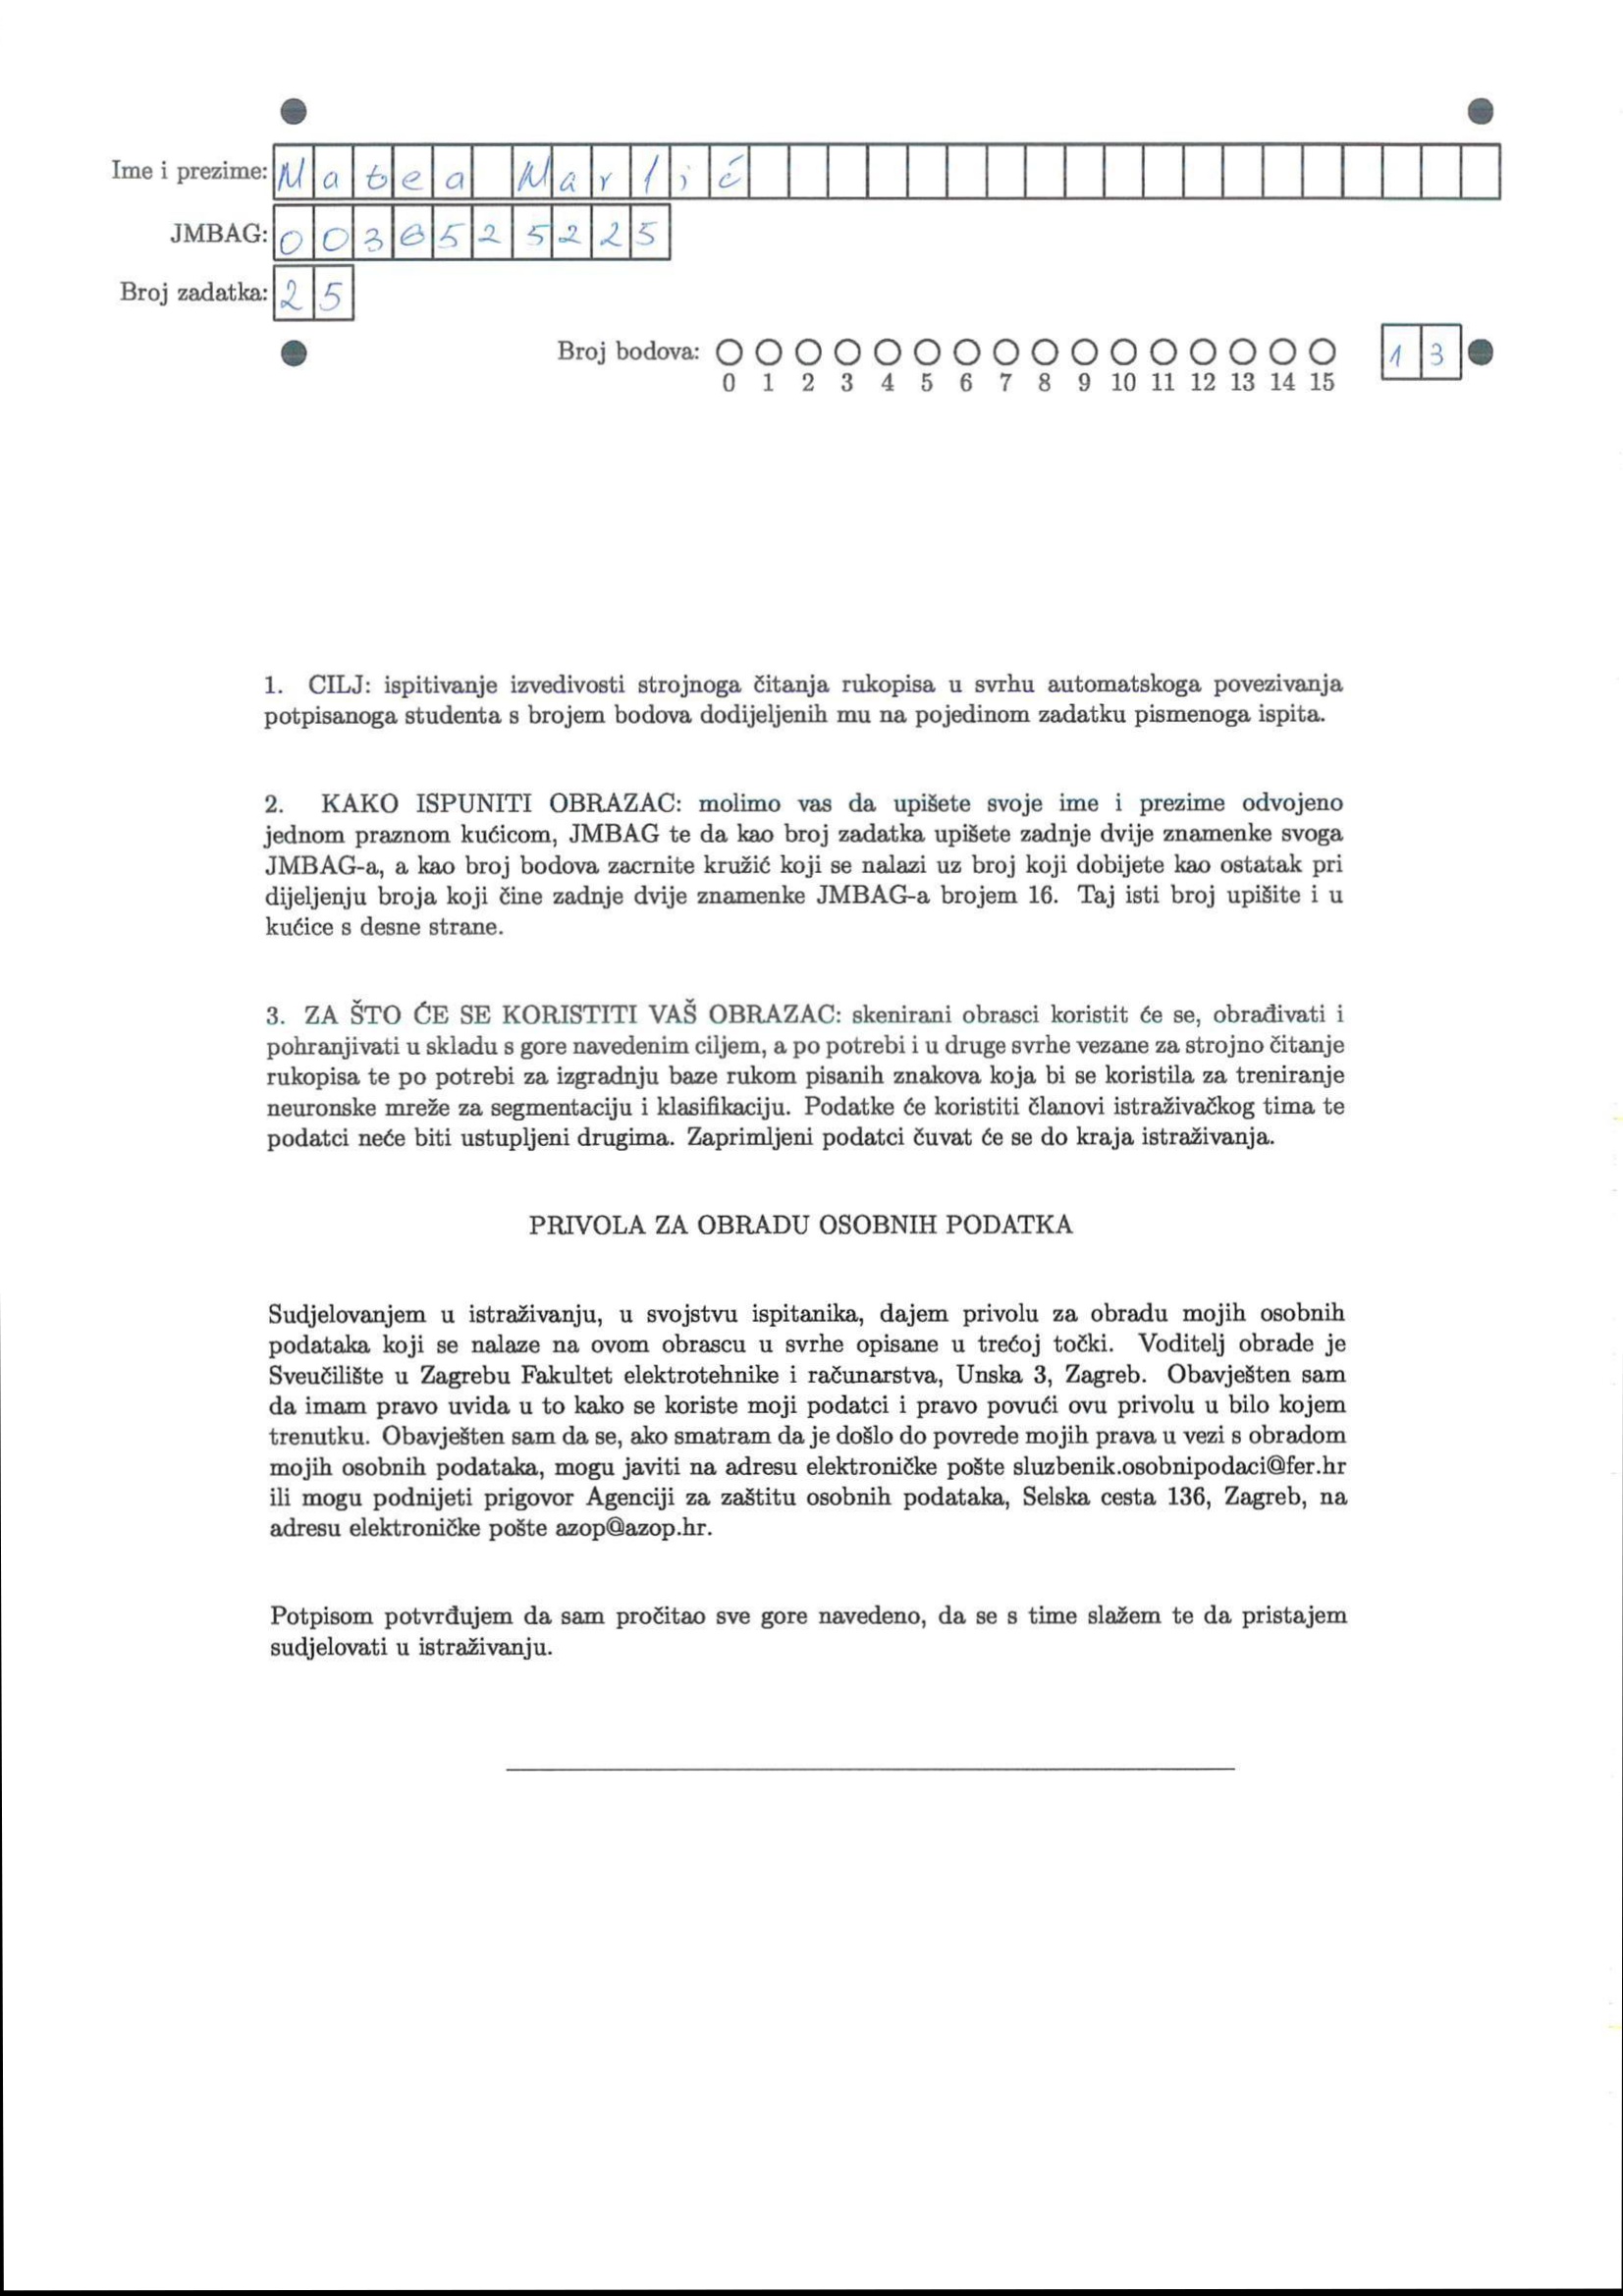 Ime i prezime: Matea Marlić
JMBAG: 0036525225
Broj zadatka: 25
Broj bodova: 13
0 1 2 3 4 5 6 7 8 9 10 11 12 13 14 15
1. CILJ: ispitivanje izvedivosti strojnoga čitanja rukopisa u svrhu automatskoga povezivanja
potpisanoga studenta s brojem bodova dodijeljenih mu na pojedinom zadatku pismenoga ispita.
2. KAKO ISPUNITI OBRAZAC: molimo vas da upišete svoje ime i prezime odvojeno
jednom praznom kućicom, JMBAG te da kao broj zadatka upišete zadnje dvije znamenke svoga
JMBAG-a, a kao broj bodova zacrnite kružić koji se nalazi uz broj koji dobijete kao ostatak pri
dijeljenju broja koji čine zadnje dvije znamenke JMBAG-a brojem 16. Taj isti broj upišite i u
kućice s desne strane.
3. ZA ŠTO ĆE SE KORISTITI VAŠ OBRAZAC: skenirani obrasci koristit će se, obrađivati i
pohranjivati u skladu s gore navedenim ciljem, a po potrebi i u druge svrhe vezane za strojno čitanje
rukopisa te po potrebi za izgradnju baze rukom pisanih znakova koja bi se koristila za treniranje
neuronske mreže za segmentaciju i klasifikaciju. Podatke će koristiti članovi istraživačkog tima te
podatci neće biti ustupljeni drugima. Zaprimljeni podatci čuvat će se do kraja istraživanja.
PRIVOLA ZA OBRADU OSOBNIH PODATKA
Sudjelovanjem u istraživanju, u svojstvu ispitanika, dajem privolu za obradu mojih osobnih
podataka koji se nalaze na ovom obrascu u svrhe opisane u trećoj točki. Voditelj obrade je
Sveučilište u Zagrebu Fakultet elektrotehnike i računarstva, Unska 3, Zagreb. Obavješten sam
da imam pravo uvida u to kako se koriste moji podatci i pravo povući ovu privolu u bilo kojem
trenutku. Obavješten sam da se, ako smatram da je došlo do povrede mojih prava u vezi s obradom
mojih osobnih podataka, mogu javiti na adresu elektroničke pošte sluzbenik.osobnipodaci@fer.hr
ili mogu podnijeti prigovor Agenciji za zaštitu osobnih podataka, Selska cesta 136, Zagreb, na
adresu elektroničke pošte azop@azop.hr.
Potpisom potvrđujem da sam pročitao sve gore navedeno, da se s time slažem te da pristajem
sudjelovati u istraživanju.